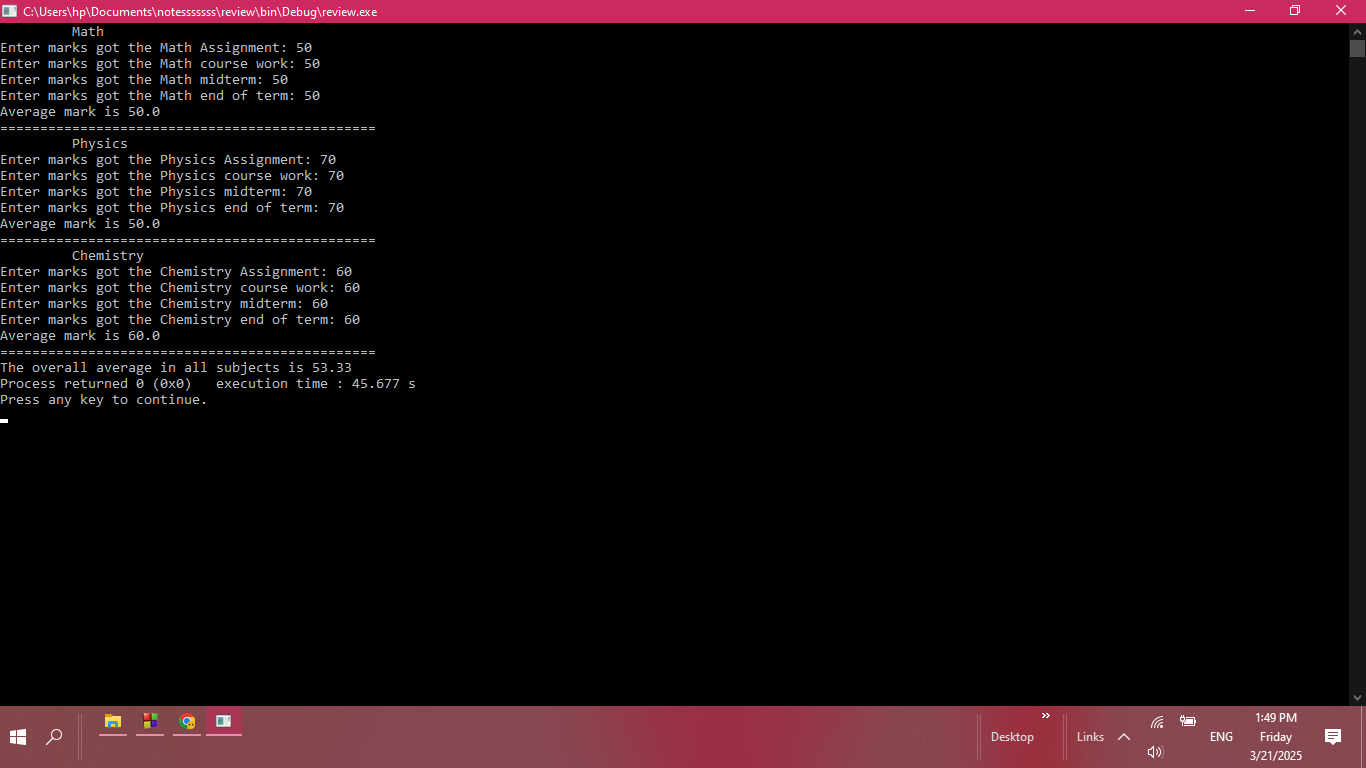 C:\Users\hp\Documents\notesssssss\review\bin\Debug\review.exe
Math
Enter marks got the Math Assignment: 50
Enter marks got the Math course work: 50
Enter marks got the Math midterm: 50
Enter marks got the Math end of term: 50
Average mark is 50.0
===============================================
Physics
Enter marks got the Physics Assignment: 70
Enter marks got the Physics course work: 70
Enter marks got the Physics midterm: 70
Enter marks got the Physics end of term: 70
Average mark is 50.0
===============================================
Chemistry
Enter marks got the Chemistry Assignment: 60
Enter marks got the Chemistry course work: 60
Enter marks got the Chemistry midterm: 60
Enter marks got the Chemistry end of term: 60
Average mark is 60.0
===============================================
The overall average in all subjects is 53.33
Process returned 0 (0x0)   execution time : 45.677 s
Press any key to continue.
Desktop
Links
ENG
1:49 PM
Friday
3/21/2025